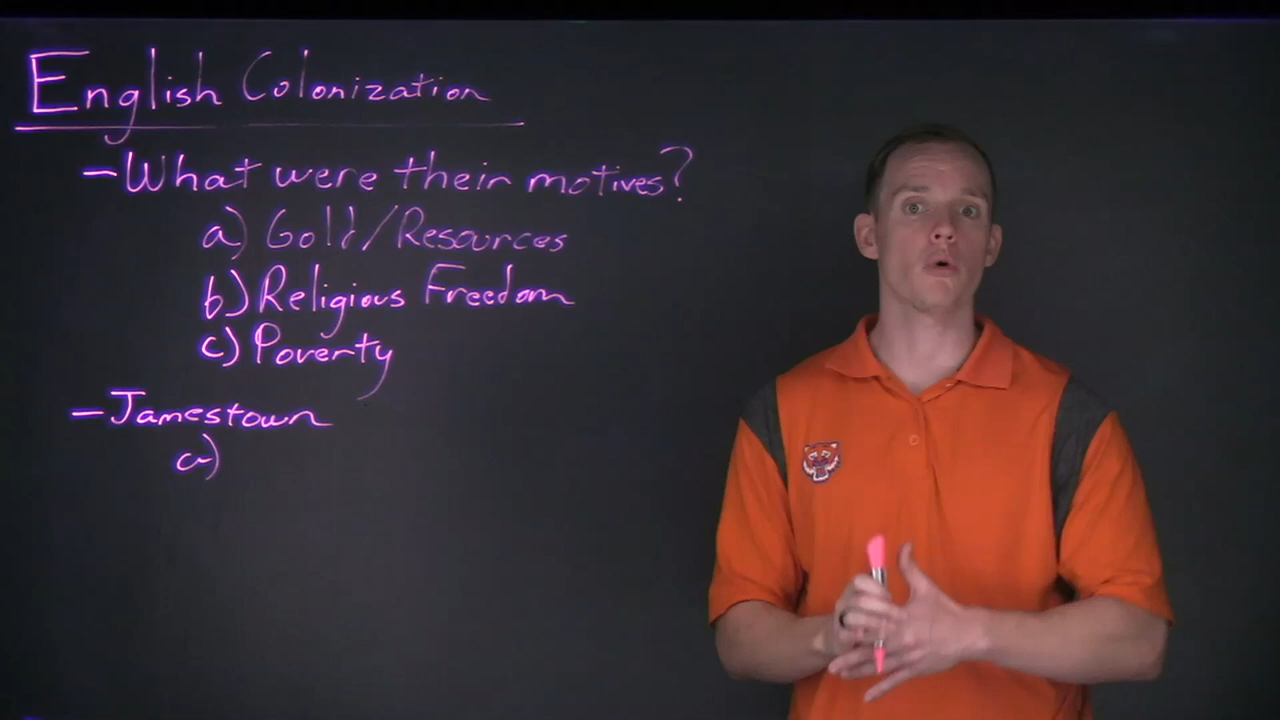 English Colonization
- What were their motives?
a) Gold/Resources
b) Religious Freedom
c) Poverty
- Jamestown
a)